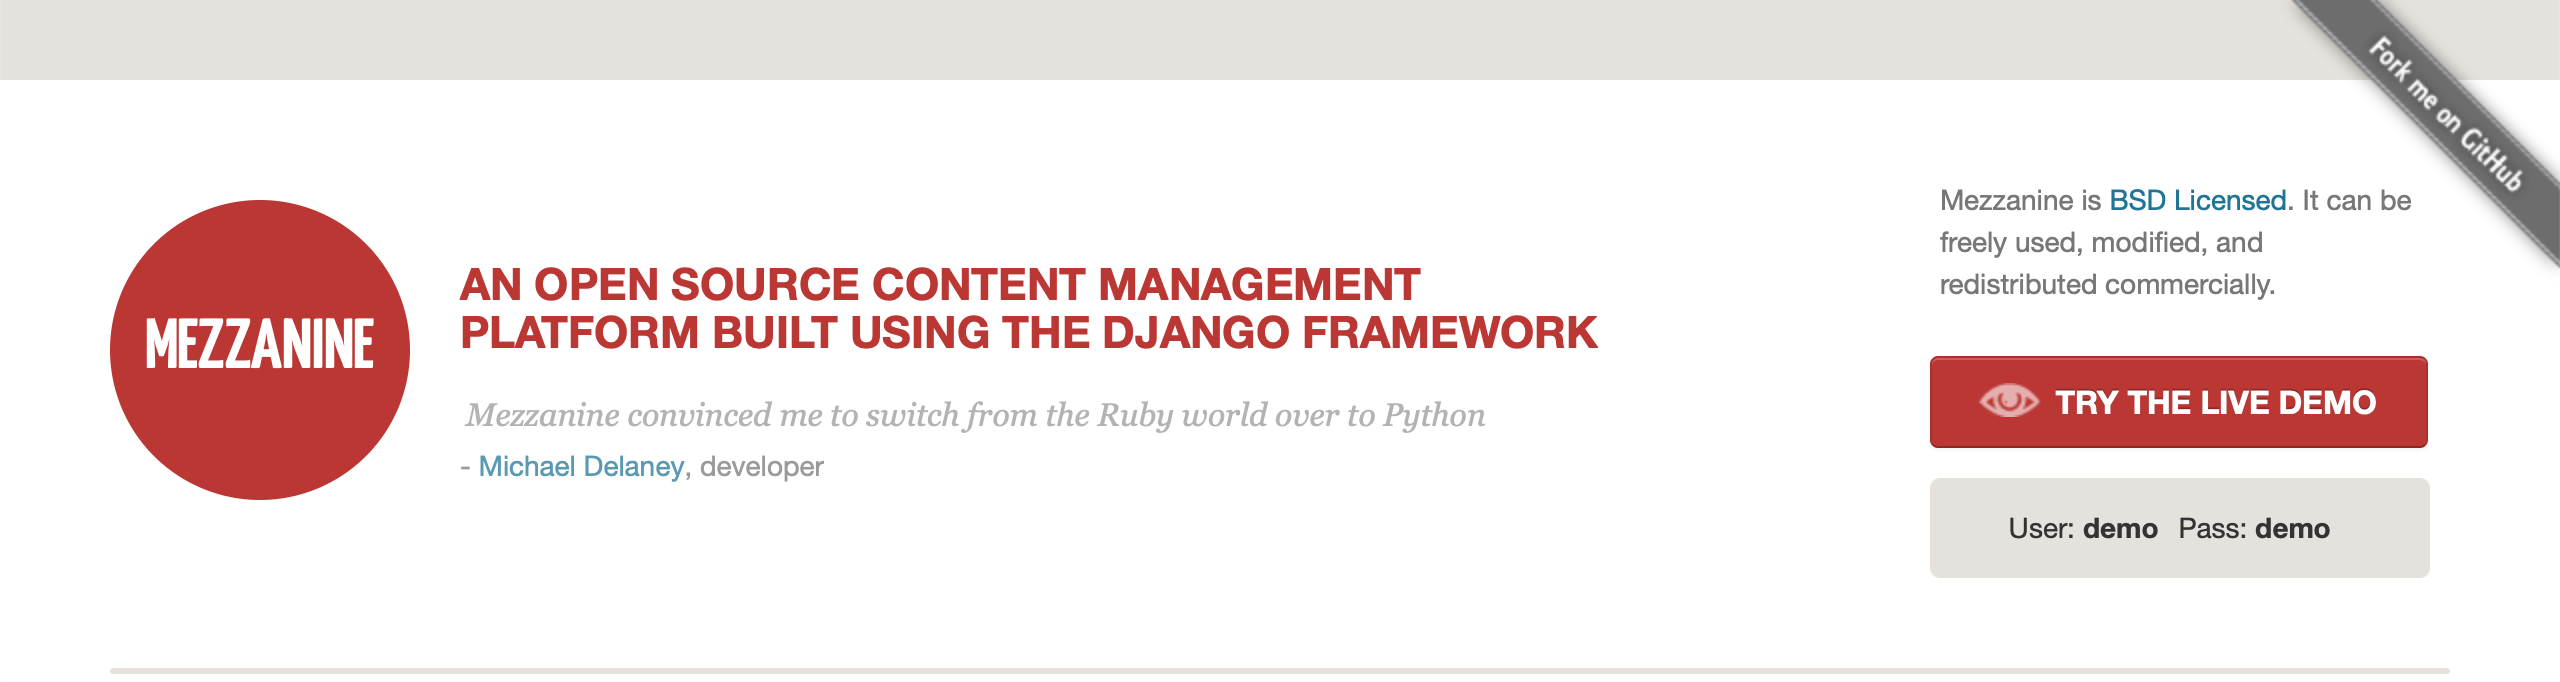 Fork me on GitHub
MEZZANINE
AN OPEN SOURCE CONTENT MANAGEMENT
PLATFORM BUILT USING THE DJANGO FRAMEWORK
Mezzanine convinced me to switch from the Ruby world over to Python
- Michael Delaney, developer
Mezzanine is BSD Licensed. It can be
freely used, modified, and
redistributed commercially.
TRY THE LIVE DEMO
User: demo Pass: demo